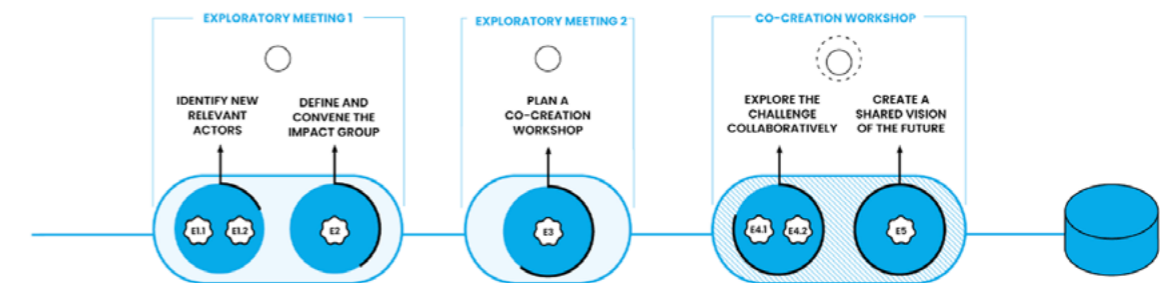 EXPLORATORY MEETING 1
IDENTIFY NEW
RELEVANT
ACTORS
DEFINE AND
CONVENE THE
IMPACT GROUP
E1.1
E1.2
E2
EXPLORATORY MEETING 2
PLAN A
CO-CREATION
WORKSHOP
E3
CO-CREATION WORKSHOP
EXPLORE THE
CHALLENGE
COLLABORATIVELY
CREATE A
SHARED VISION
OF THE FUTURE
E4.1
E4.2
E5